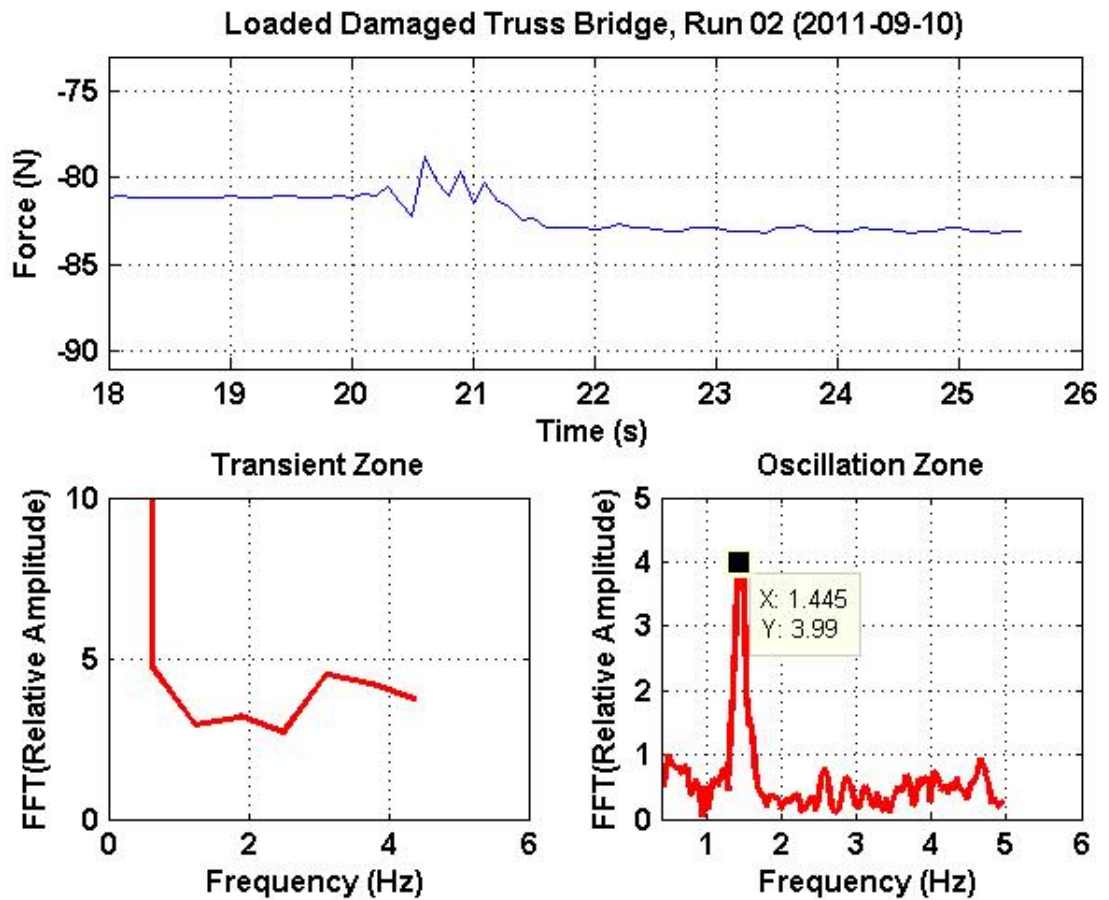 Loaded Damaged Truss Bridge, Run 02 (2011-09-10)
Force (N)
-75
-80
-85
-90
18 19 20 21 22 23 24 25 26
Time (s)
Transient Zone
FFT(Relative Amplitude)
10
5
0
0 2 4 6
Frequency (Hz)
Oscillation Zone
FFT(Relative Amplitude)
5
4
3
2
1
0
X: 1.445
Y: 3.99
1 2 3 4 5 6
Frequency (Hz)